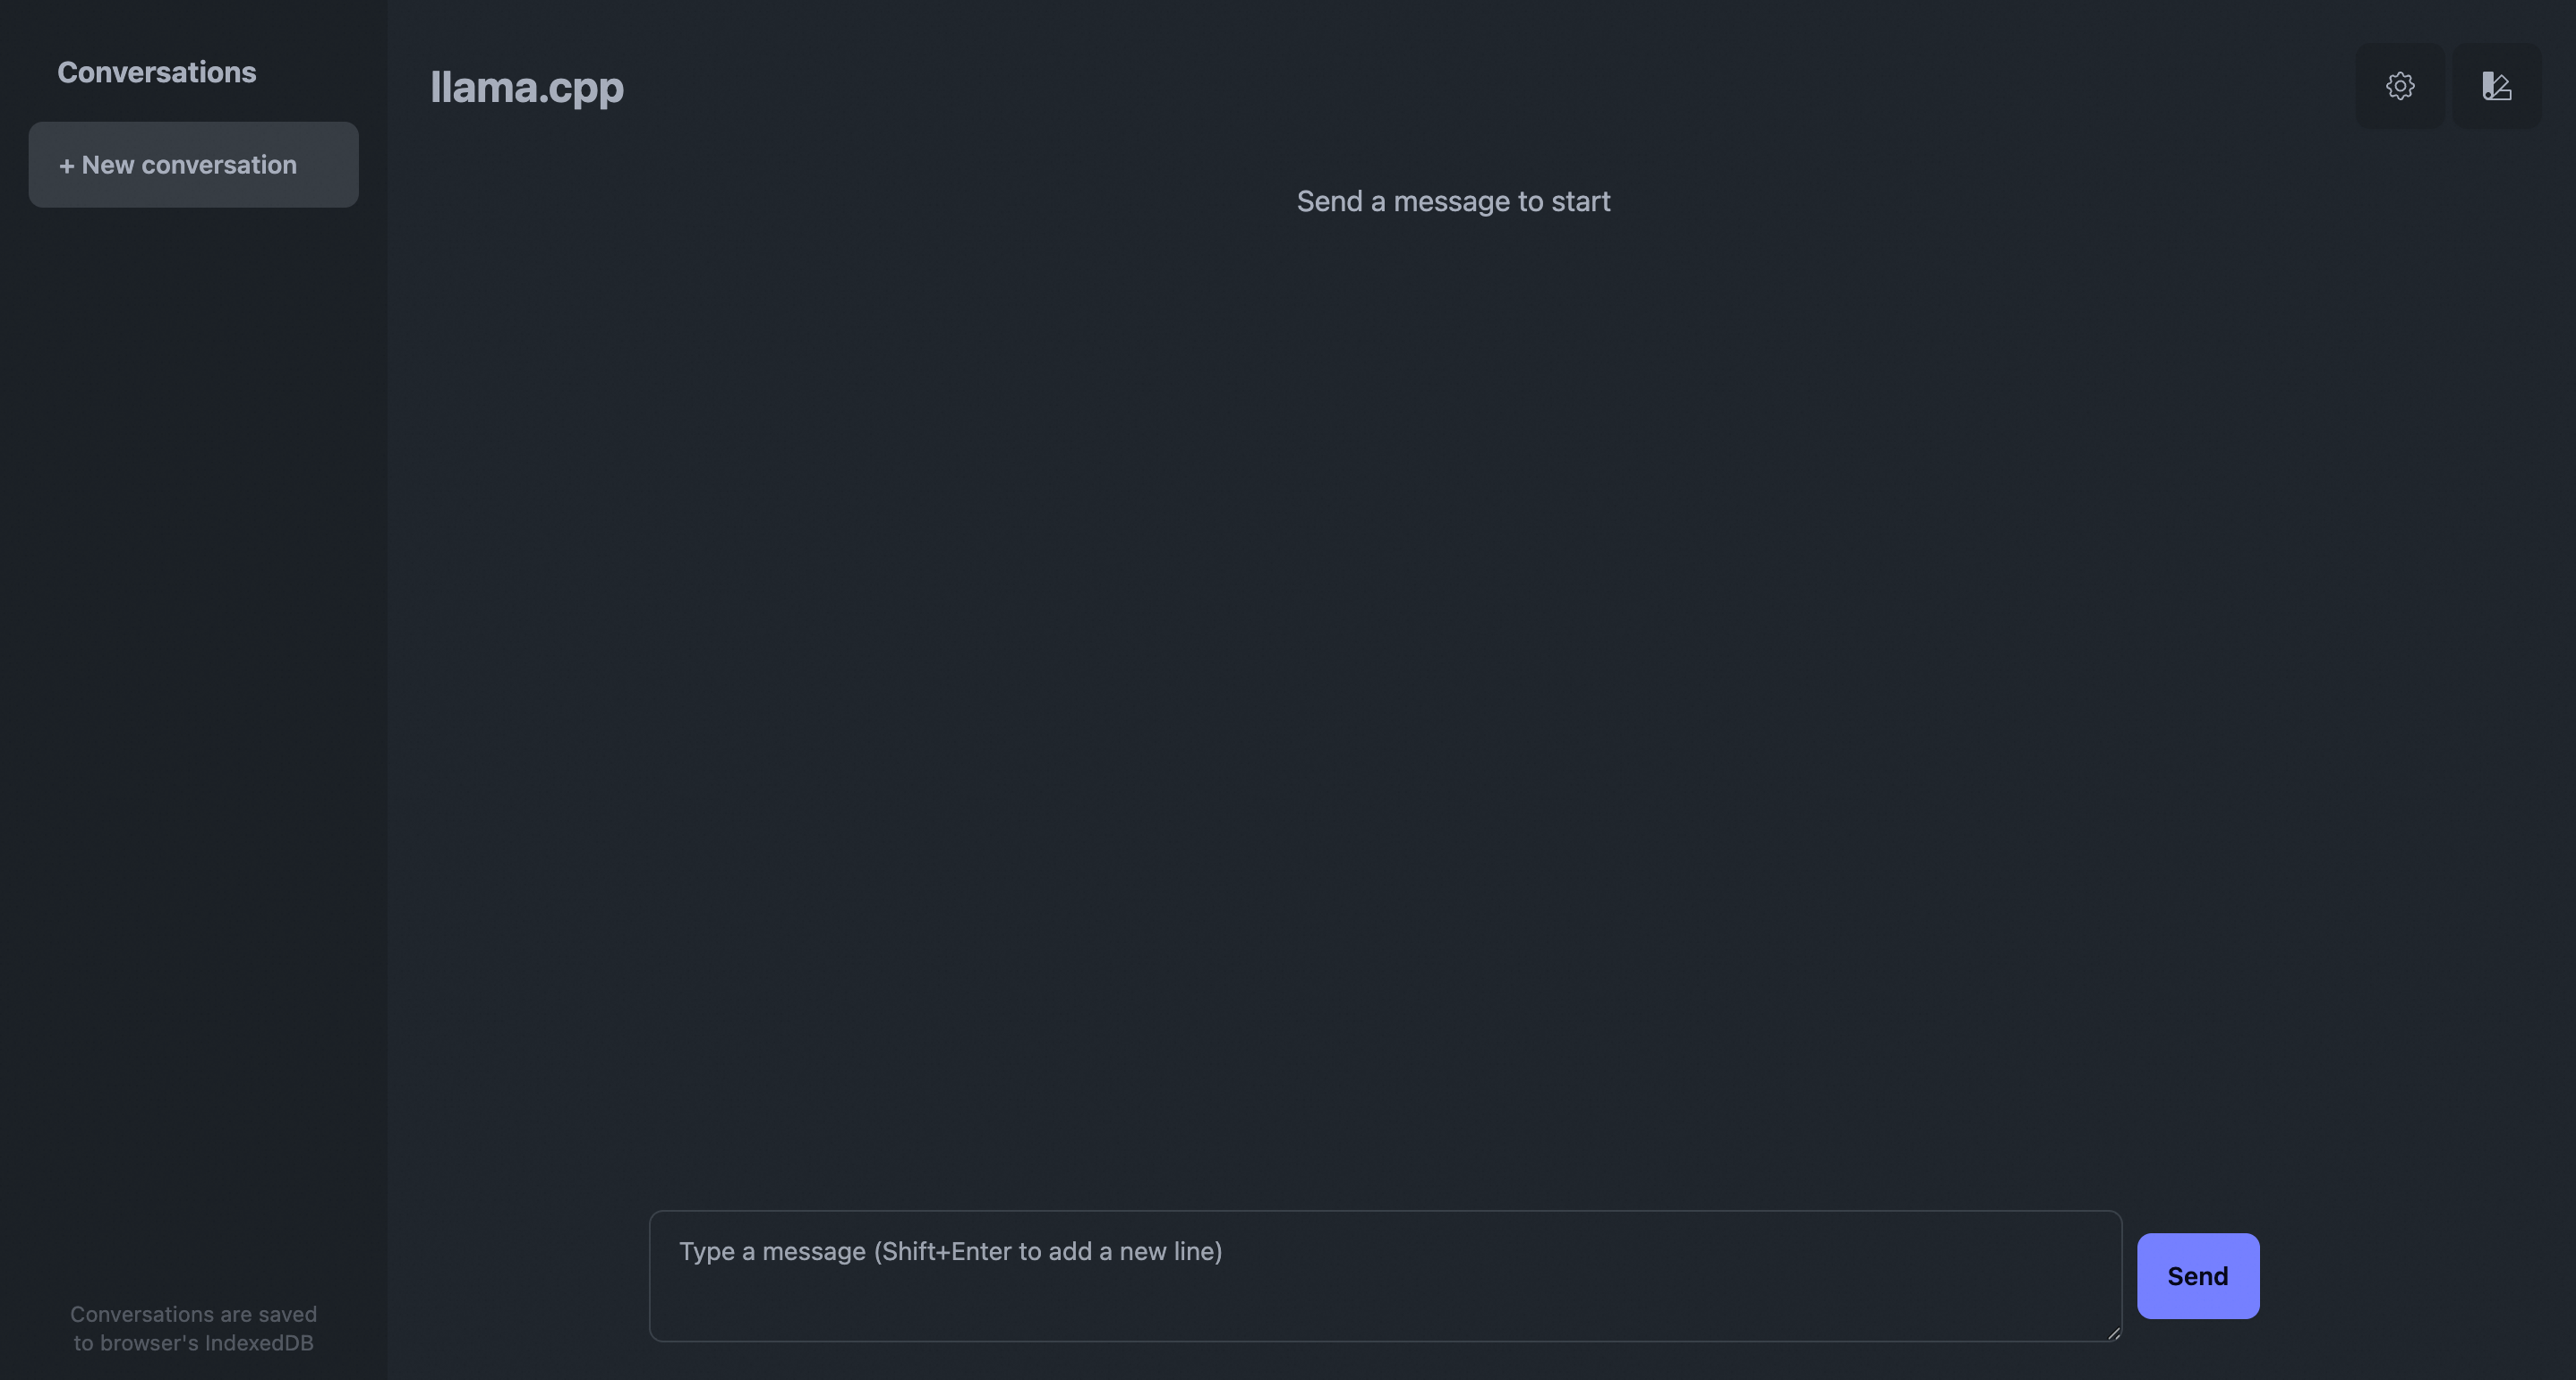 Conversations
+ New conversation
llama.cpp
Send a message to start
Type a message (Shift+Enter to add a new line)
Send
Conversations are saved
to browser's IndexedDB